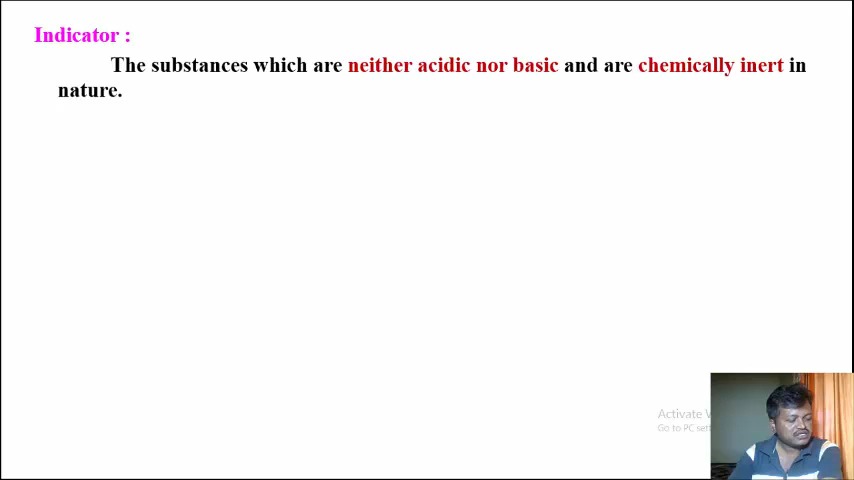 Indicator :
The substances which are neither acidic nor basic and are chemically inert in
nature.
Activate
Go to PC